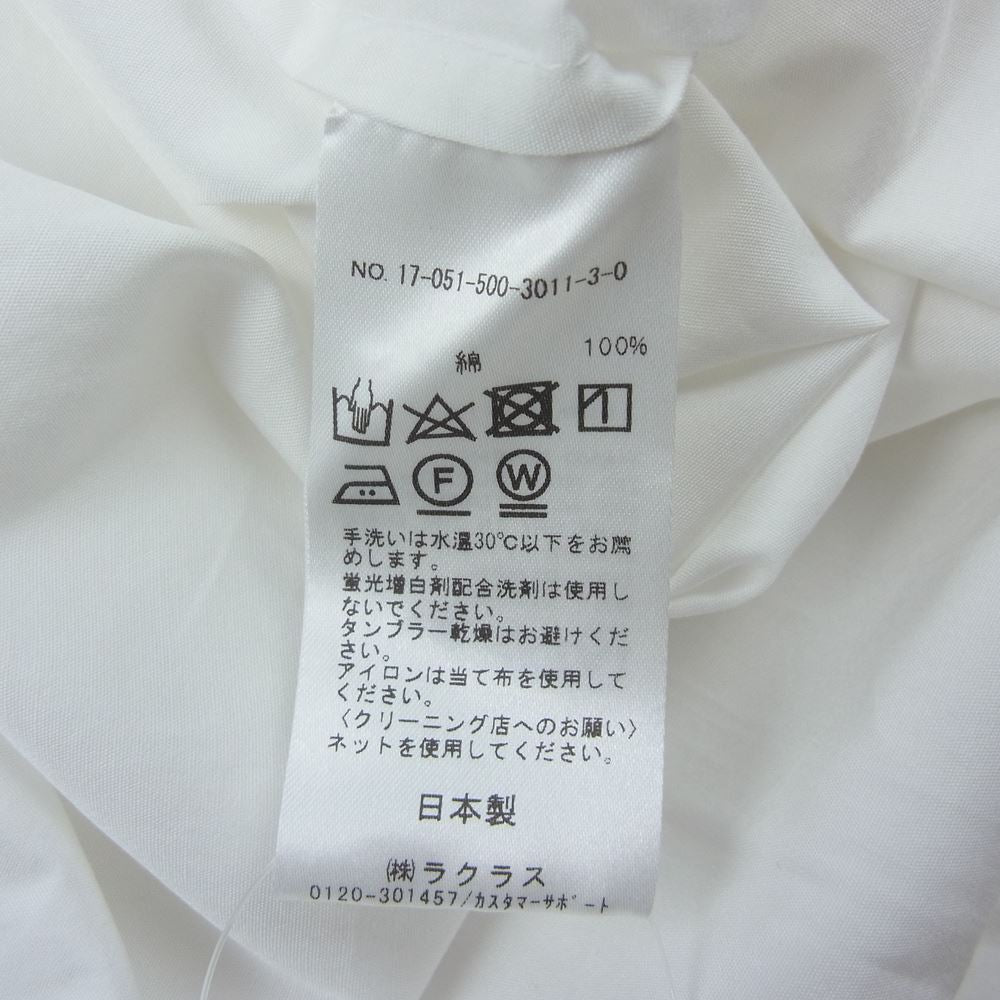 NO. 17-051-500-3011-3-0
綿 100%
F W
手洗いは水温30℃以下をお薦
めします。
蛍光増白剤配合洗剤は使用し
ないでください。
タンブラー乾燥はお避けくだ
さい。
アイロンは当て布を使用して
ください。
〈クリーニング店へのお願い〉
ネットを使用してください。
日本製
㈱ラクラス
0120-301457/カスタマーサポート